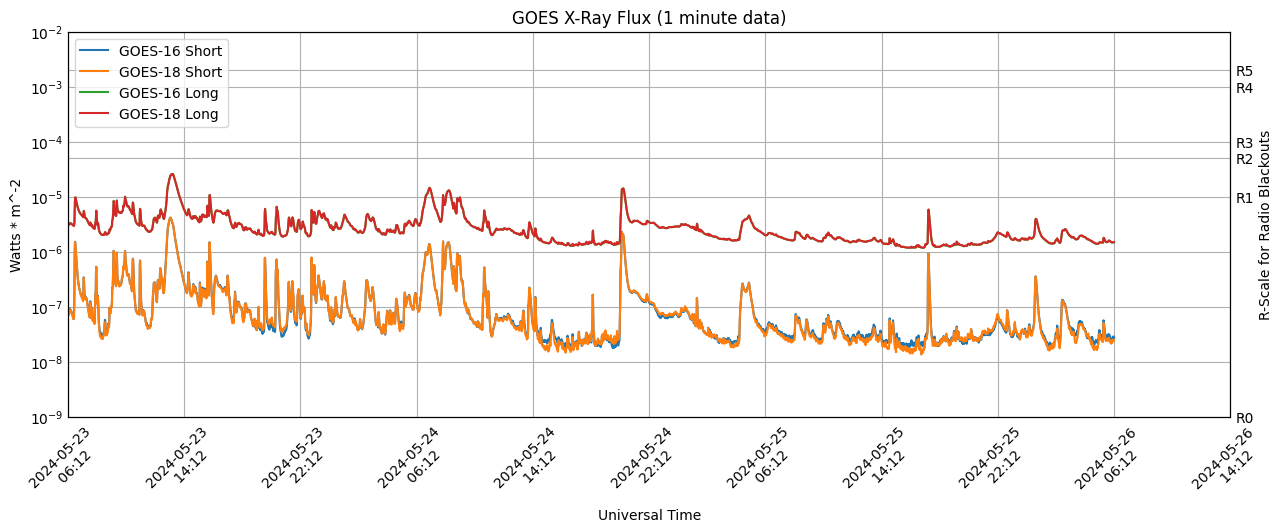 GOES X-Ray Flux (1 minute data)
GOES-16 Short
GOES-18 Short
GOES-16 Long
GOES-18 Long
Watts * m^-2
10⁻²
10⁻³
10⁻⁴
10⁻⁵
10⁻⁶
10⁻⁷
10⁻⁸
10⁻⁹
R5
R4
R3
R2
R1
R0
R-Scale for Radio Blackouts
2024-05-23
06:12
2024-05-23
14:12
2024-05-23
22:12
2024-05-24
06:12
2024-05-24
14:12
2024-05-24
22:12
2024-05-25
06:12
2024-05-25
14:12
2024-05-25
22:12
2024-05-26
06:12
2024-05-26
14:12
Universal Time